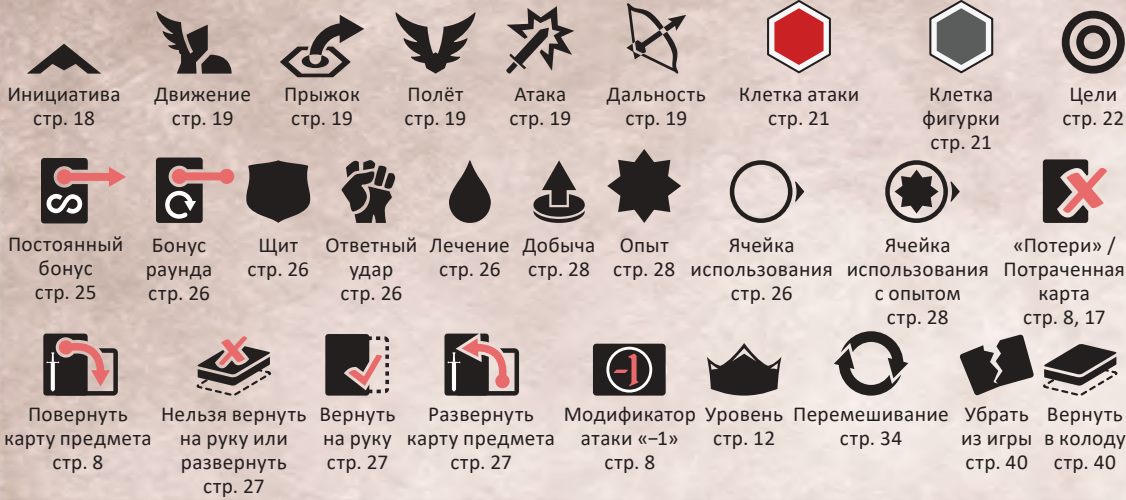 Инициатива
стр. 18
Движение
стр. 19
Прыжок
стр. 19
Полёт
стр. 19
Атака
стр. 19
Дальность
стр. 19
Клетка атаки
стр. 21
Клетка
фигурки
стр. 21
Цели
стр. 22
Постоянный
бонус
стр. 25
Бонус
раунда
стр. 26
Щит
стр. 26
Ответный
удар
стр. 26
Лечение
стр. 26
Добыча
стр. 28
Опыт
стр. 28
Ячейка
использования
стр. 26
Ячейка
использования
с опытом
стр. 28
«Потери» /
Потраченная
карта
стр. 8, 17
Повернуть
карту предмета
стр. 8
Нельзя вернуть
на руку или
развернуть
стр. 27
Вернуть
на руку
стр. 27
Развернуть
карту предмета
стр. 27
-1
Модификатор
атаки «−1»
стр. 8
Уровень
стр. 12
Перемешивание
стр. 34
Убрать
из игры
стр. 40
Вернуть
в колоду
стр. 40